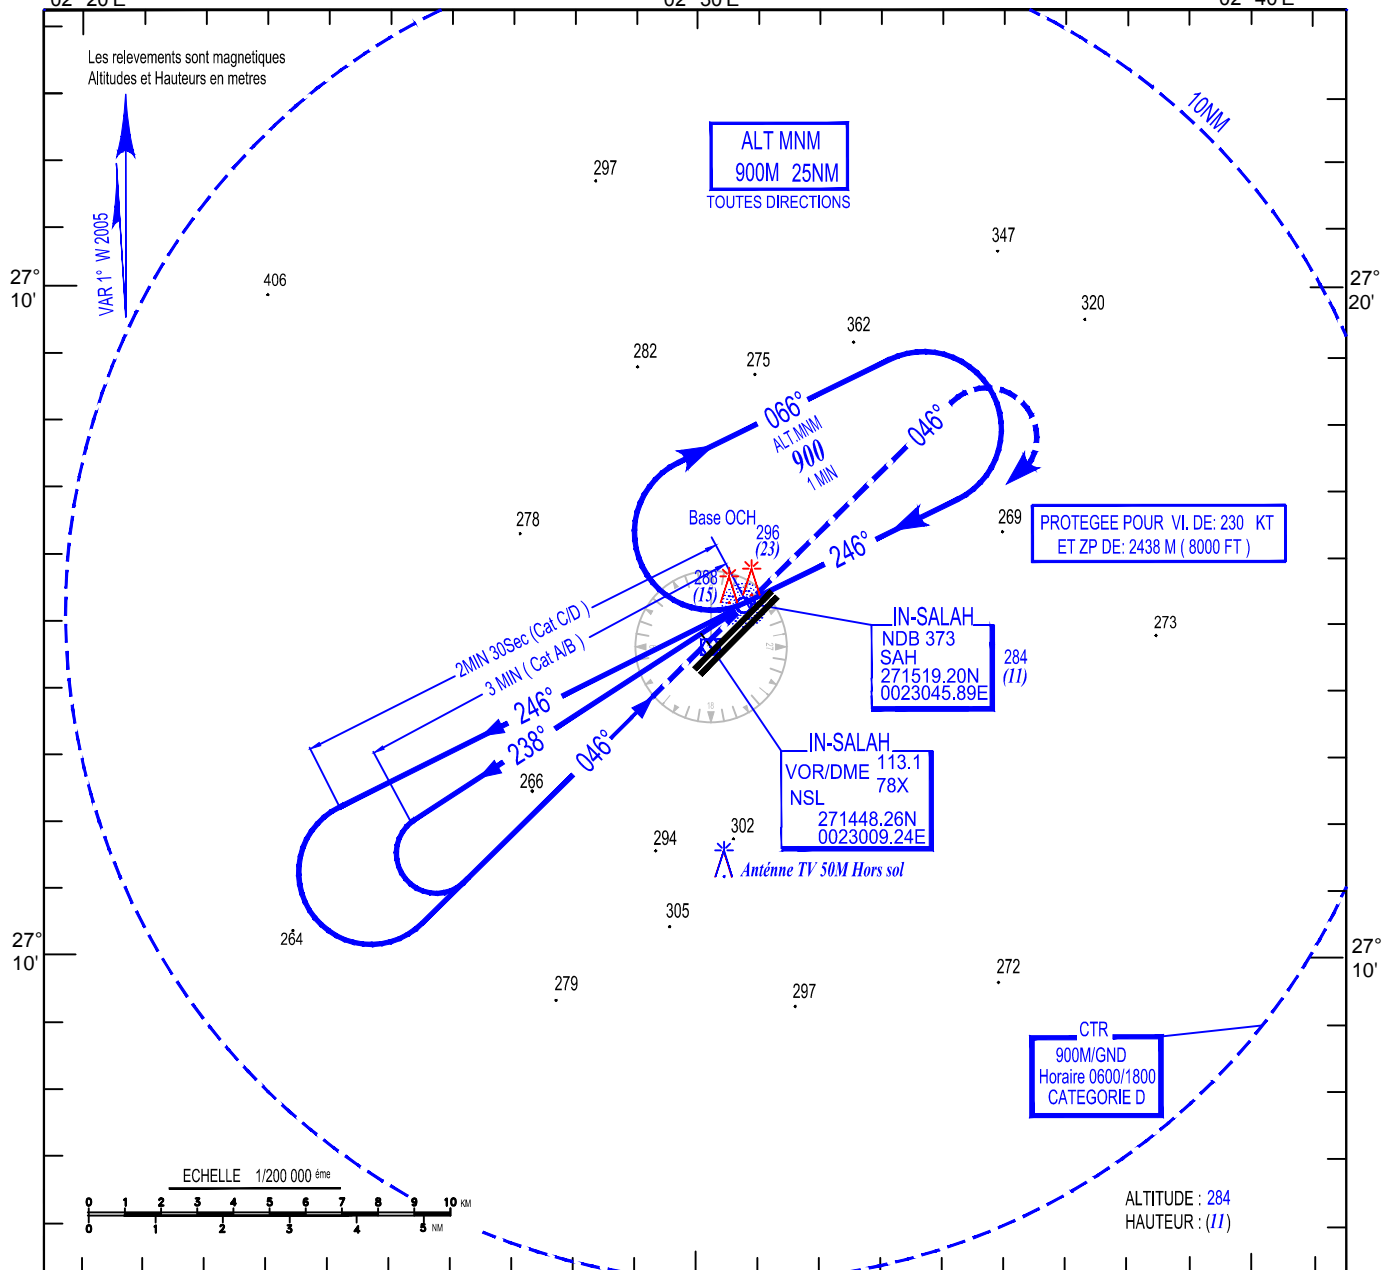 Les relevements sont magnetiques
Altitudes et Hauteurs en metres
10NM
ALT MNM
900M 25NM
TOUTES DIRECTIONS
VAR 1° W 2005
297
347
406
320
27°
10'
27°
20'
362
282
275
066°
ALT.MNM
900
1 MIN
046°
278
269
Base OCH
296
(23)
246°
PROTEGEE POUR VI. DE: 230 KT
ET ZP DE: 2438 M ( 8000 FT )
288
(15)
2MIN 30Sec (Cat C/D )
3 MIN ( Cat A/B )
IN-SALAH
NDB 373
SAH
271519.20N
0023045.89E
284
(11)
273
246°
238°
046°
18
27
IN-SALAH
VOR/DME 113.1
78X
NSL
271448.26N
0023009.24E
266
294
302
Anténne TV 50M Hors sol
305
264
27°
10'
27°
10'
279
297
272
CTR
900M/GND
Horaire 0600/1800
CATEGORIE D
ECHELLE 1/200 000 éme
0 1 2 3 4 5 6 7 8 9 10 KM
0 1 2 3 4 5 NM
ALTITUDE : 284
HAUTEUR : (11)